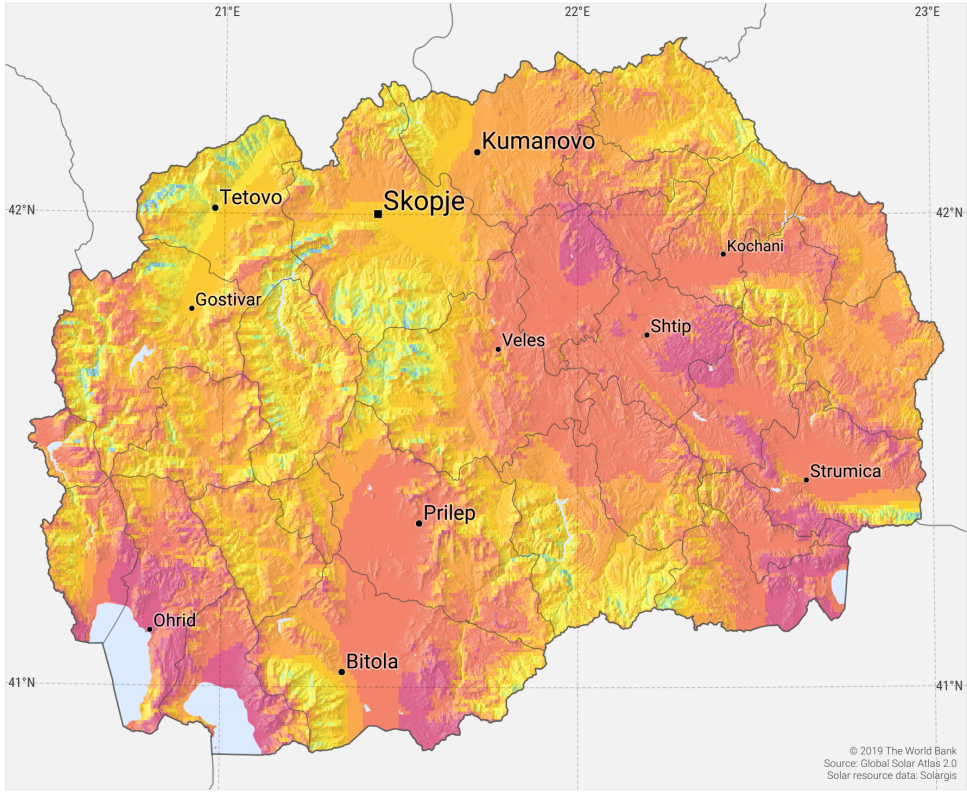 21°E
22°E
23°E
Kumanovo
Tetovo
Skopje
42°N
42°N
Kochani
Gostivar
Shtip
Veles
Strumica
Prilep
Ohrid
Bitola
41°N
41°N
© 2019 The World Bank
Source: Global Solar Atlas 2.0
Solar resource data: Solargis